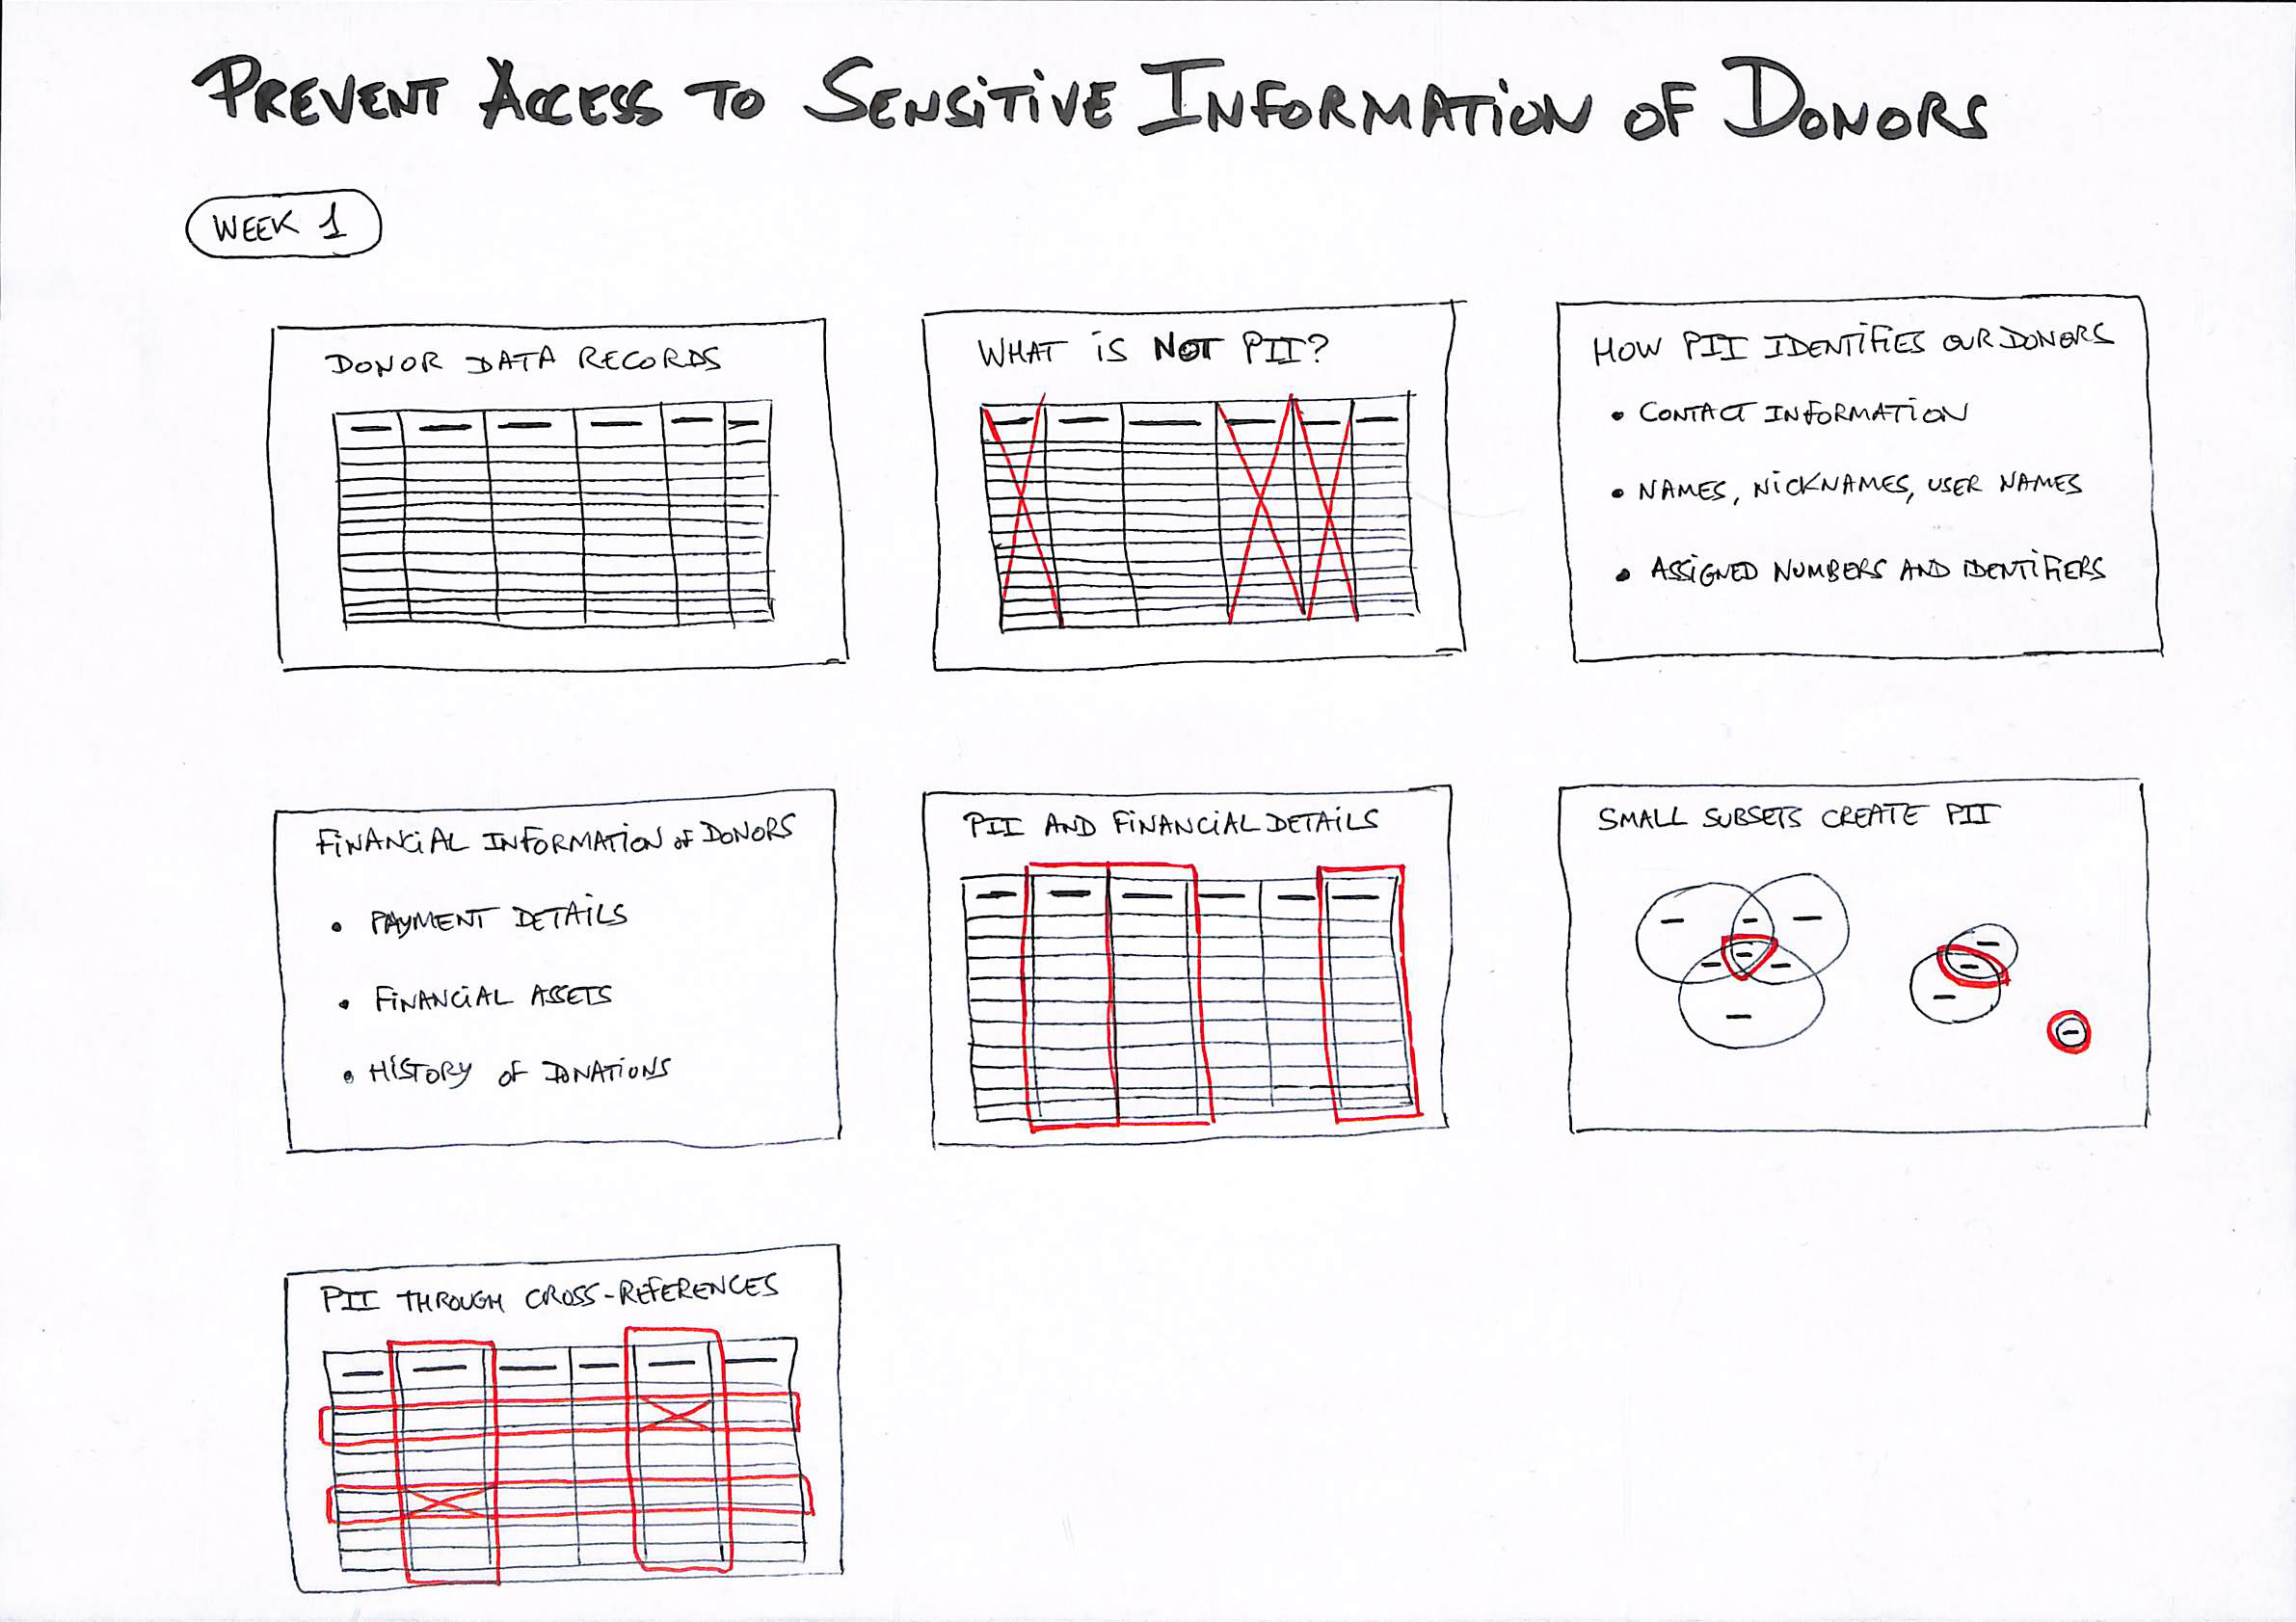 PREVENT ACCESS TO SENSITIVE INFORMATION OF DONORS
WEEK 1
DONOR DATA RECORDS
WHAT IS NOT PII?
HOW PII IDENTIFIES OUR DONORS
• CONTACT INFORMATION
• NAMES, NICKNAMES, USER NAMES
• ASSIGNED NUMBERS AND IDENTIFIERS
FINANCIAL INFORMATION OF DONORS
• PAYMENT DETAILS
• FINANCIAL ASSETS
• HISTORY OF DONATIONS
PII AND FINANCIAL DETAILS
SMALL SUBSETS CREATE PII
PII THROUGH CROSS-REFERENCES